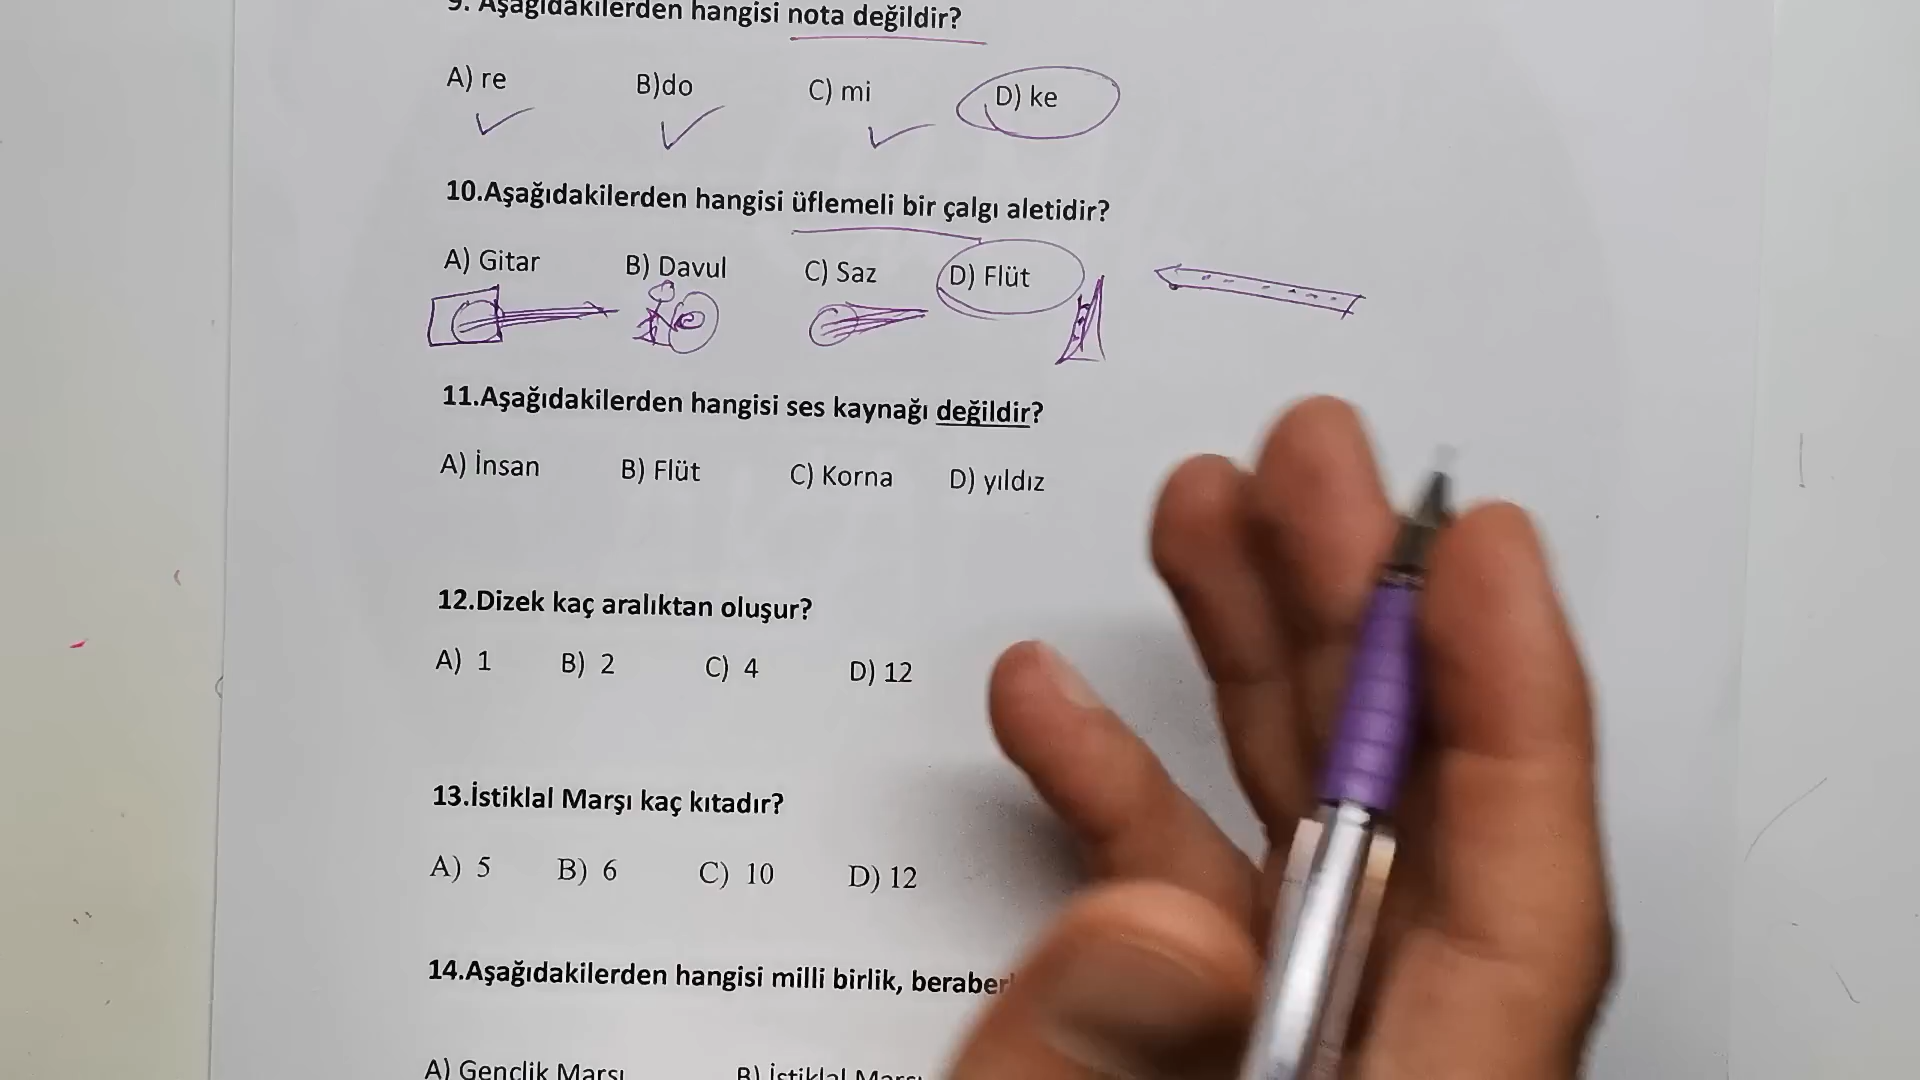 9. Aşağıdakilerden hangisi nota değildir?
A) re B)do C) mi D) ke
10.Aşağıdakilerden hangisi üflemeli bir çalgı aletidir?
A) Gitar B) Davul C) Saz D) Flüt
11.Aşağıdakilerden hangisi ses kaynağı değildir?
A) İnsan B) Flüt C) Korna D) yıldız
12.Dizek kaç aralıktan oluşur?
A) 1 B) 2 C) 4 D) 12
13.İstiklal Marşı kaç kıtadır?
A) 5 B) 6 C) 10 D) 12
14.Aşağıdakilerden hangisi milli birlik,
A) Gençlik Marşı B) İstiklal Marşı